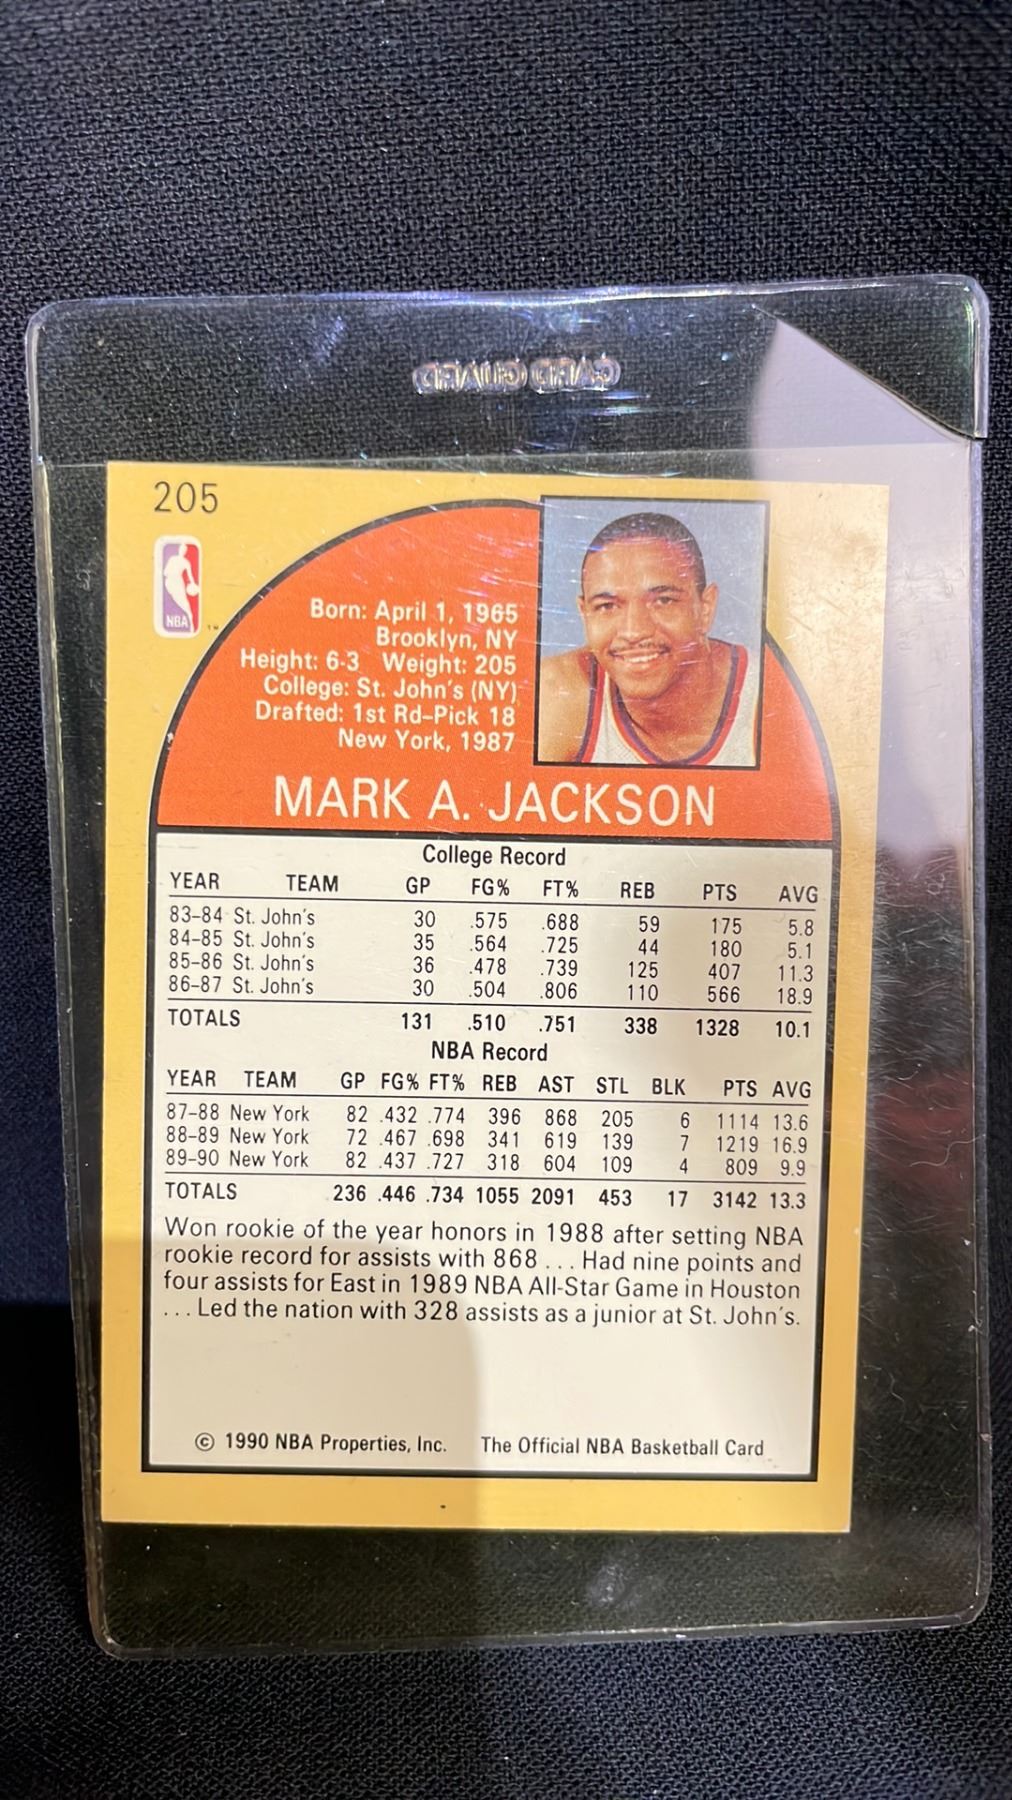 CARD GUARD
205
NBA
TM
Born: April 1, 1965
Brooklyn, NY
Height: 6-3 Weight: 205
College: St. John's (NY)
Drafted: 1st Rd-Pick 18
New York, 1987
MARK A. JACKSON
College Record
YEAR TEAM GP FG% FT% REB PTS AVG
83-84 St. John's 30 .575 .688 59 175 5.8
84-85 St. John's 35 .564 .725 44 180 5.1
85-86 St. John's 36 .478 .739 125 407 11.3
86-87 St. John's 30 .504 .806 110 566 18.9
TOTALS 131 .510 .751 338 1328 10.1
NBA Record
YEAR TEAM GP FG% FT% REB AST STL BLK PTS AVG
87-88 New York 82 .432 .774 396 868 205 6 1114 13.6
88-89 New York 72 .467 .698 341 619 139 7 1219 16.9
89-90 New York 82 .437 .727 318 604 109 4 809 9.9
TOTALS 236 .446 .734 1055 2091 453 17 3142 13.3
Won rookie of the year honors in 1988 after setting NBA
rookie record for assists with 868 . . . Had nine points and
four assists for East in 1989 NBA All-Star Game in Houston
. . . Led the nation with 328 assists as a junior at St. John's.
© 1990 NBA Properties, Inc. The Official NBA Basketball Card